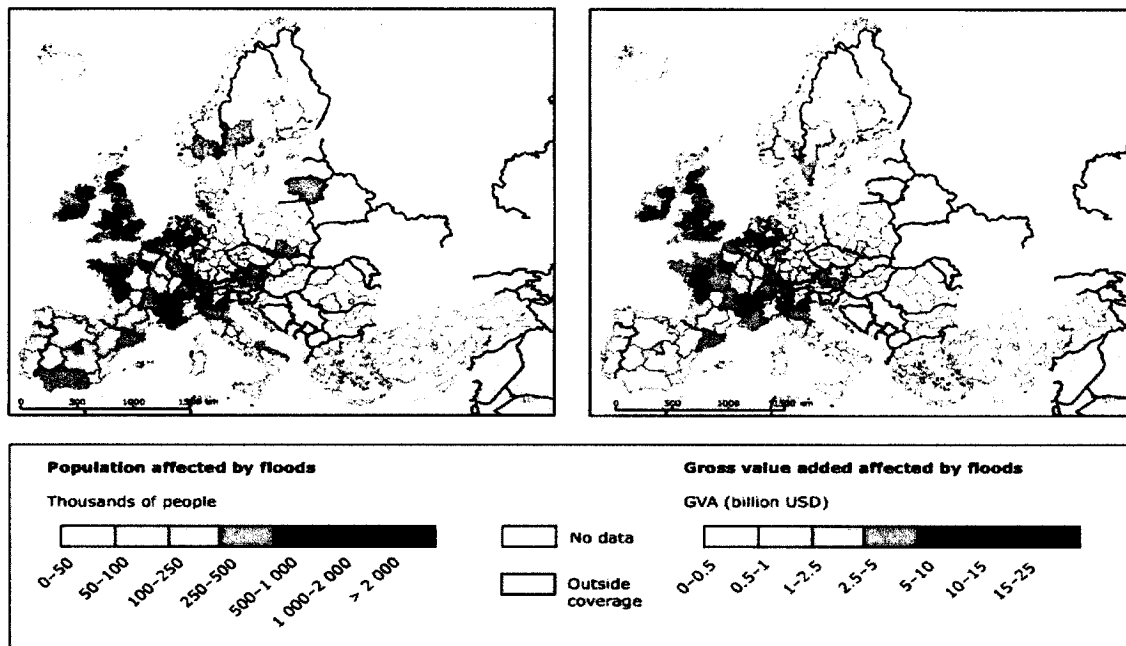 0 500 1000 1500 km
0 500 1000 1500 km
Population affected by floods
Thousands of people
0–50
50–100
100–250
250–500
500–1 000
1 000–2 000
> 2 000
No data
Outside
coverage
Gross value added affected by floods
GVA (billion USD)
0–0.5
0.5–1
1–2.5
2.5–5
5–10
10–15
15–25